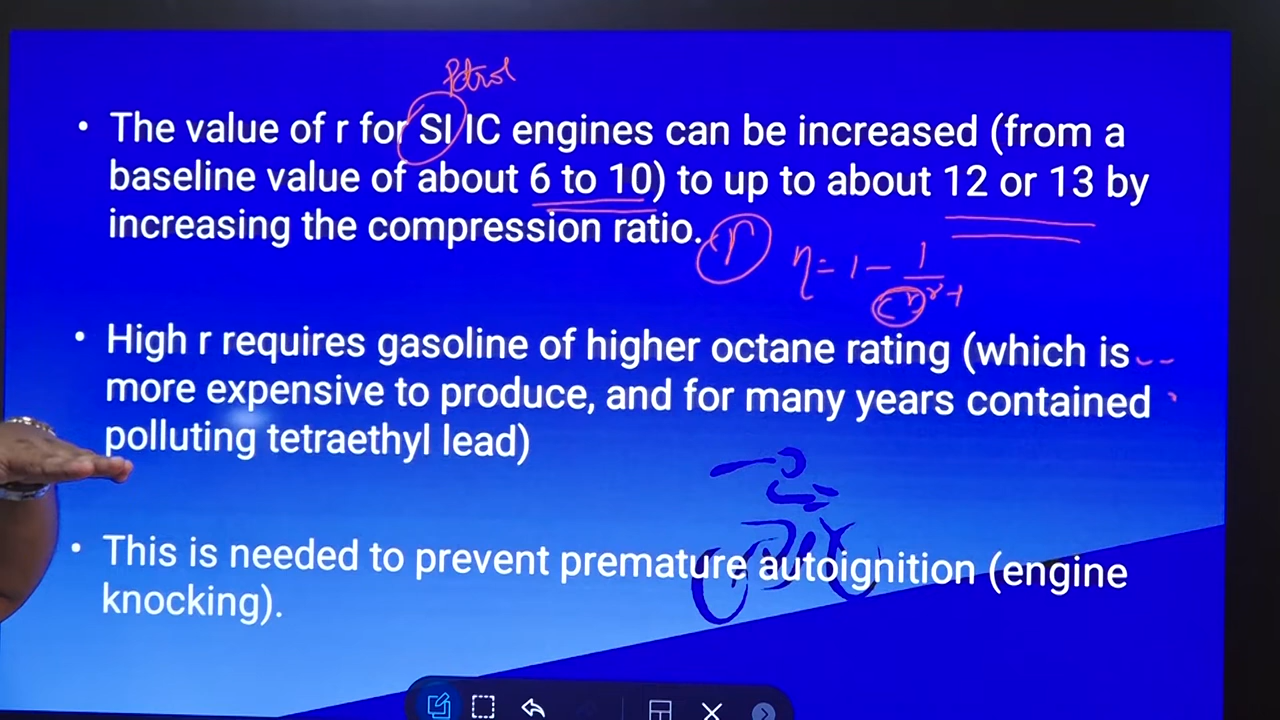 Petrol
• The value of r for SI IC engines can be increased (from a
baseline value of about 6 to 10) to up to about 12 or 13 by
increasing the compression ratio.
r
η = 1 - 1/(r)^γ-1
• High r requires gasoline of higher octane rating (which is
more expensive to produce, and for many years contained
polluting tetraethyl lead)
• This is needed to prevent premature autoignition (engine
knocking).